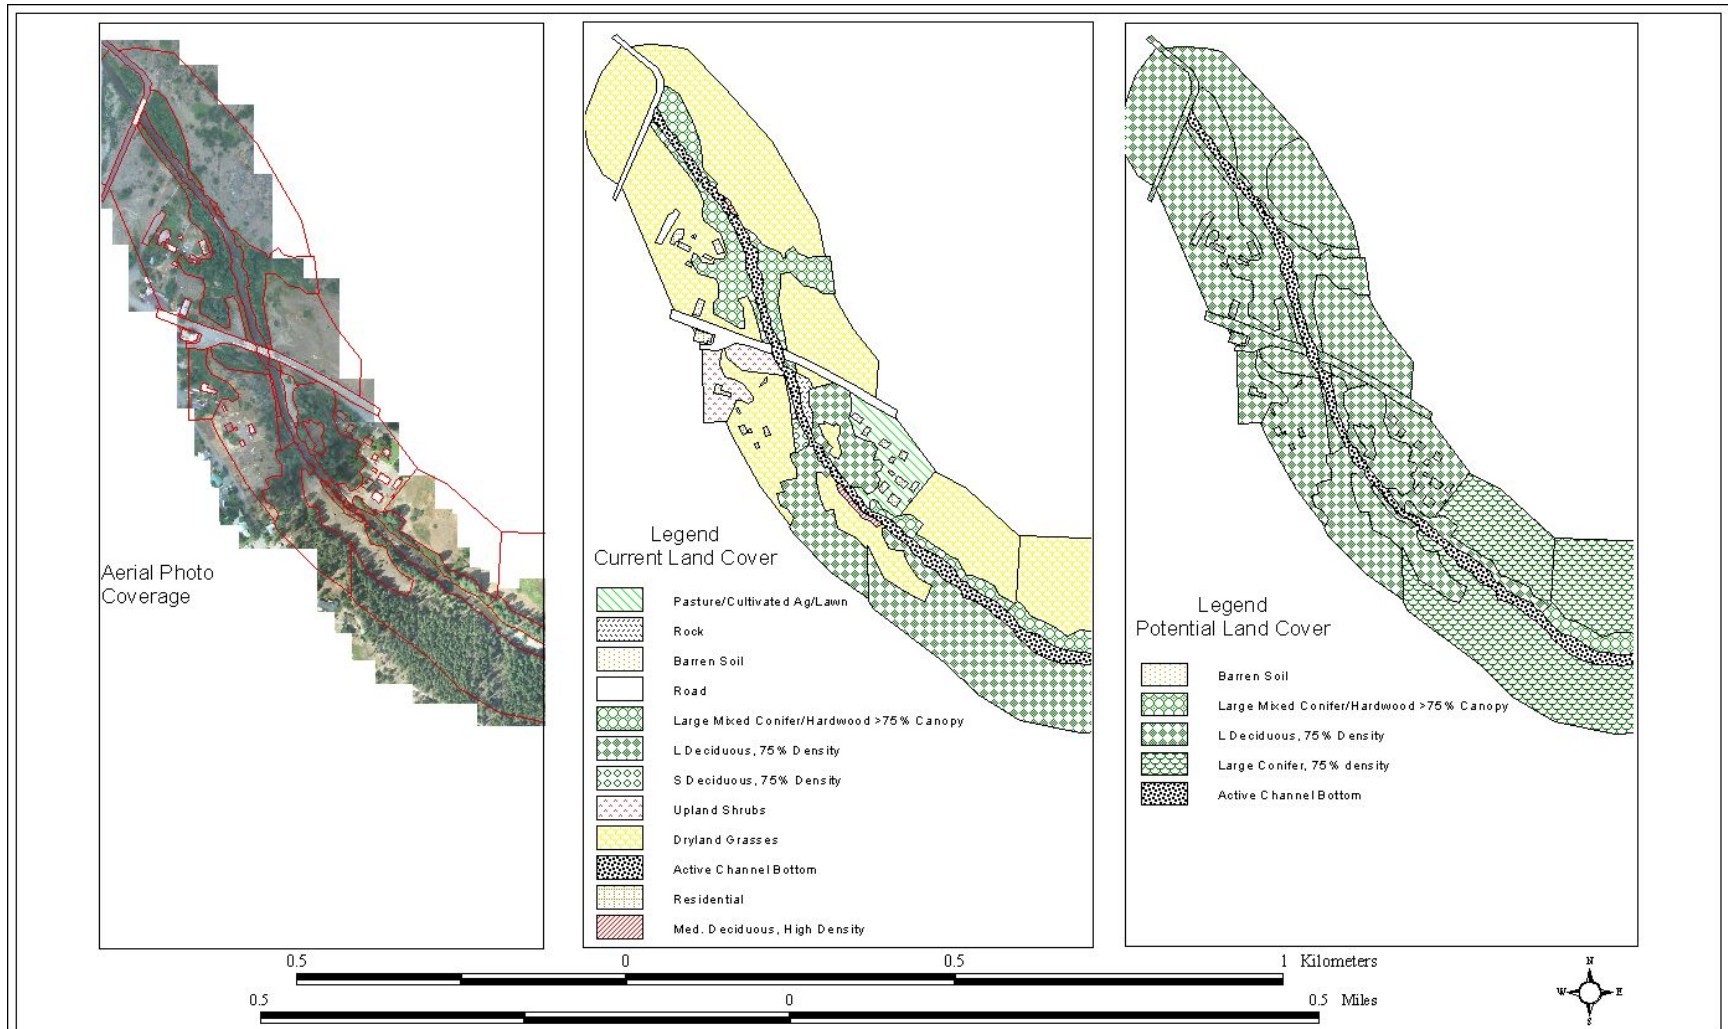 Aerial Photo
Coverage
Legend
Current Land Cover
Pasture/Cultivated Ag/Lawn
Rock
Barren Soil
Road
Large Mixed Conifer/Hardwood >75% Canopy
L Deciduous, 75% Density
S Deciduous, 75% Density
Upland Shrubs
Dryland Grasses
Active Channel Bottom
Residential
Med. Deciduous, High Density
Legend
Potential Land Cover
Barren Soil
Large Mixed Conifer/Hardwood >75% Canopy
L Deciduous, 75% Density
Large Conifer, 75% density
Active Channel Bottom
0.5 0 0.5 1 Kilometers
0.5 0 0.5 Miles
N
W E
S